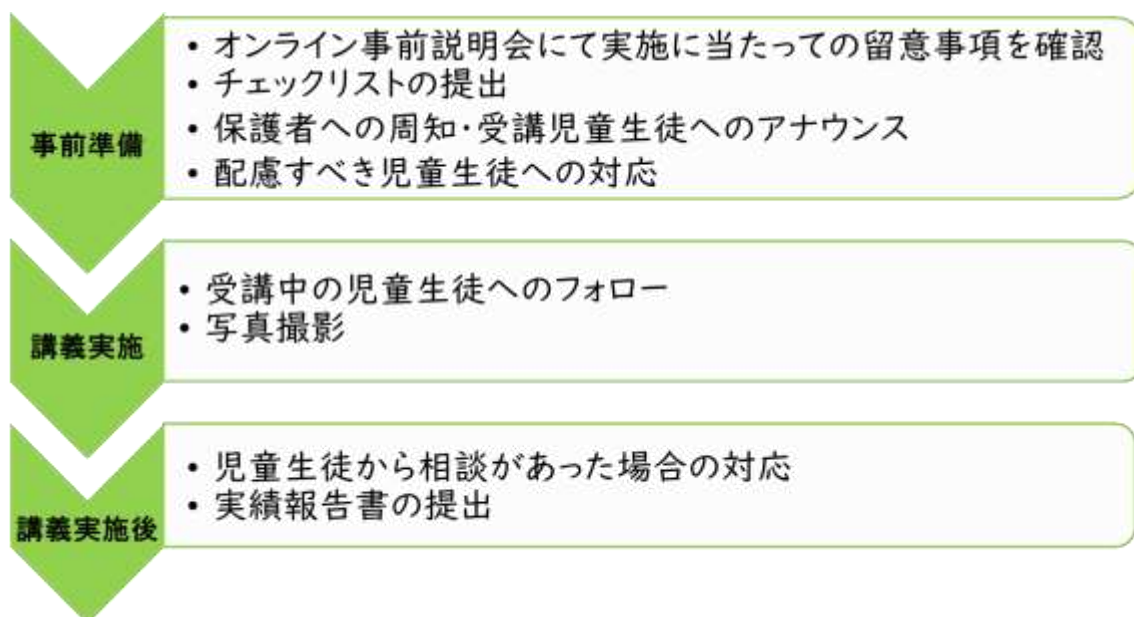 事前準備
• オンライン事前説明会にて実施に当たっての留意事項を確認
• チェックリストの提出
• 保護者への周知・受講児童生徒へのアナウンス
• 配慮すべき児童生徒への対応
講義実施
• 受講中の児童生徒へのフォロー
• 写真撮影
講義実施後
• 児童生徒から相談があった場合の対応
• 実績報告書の提出